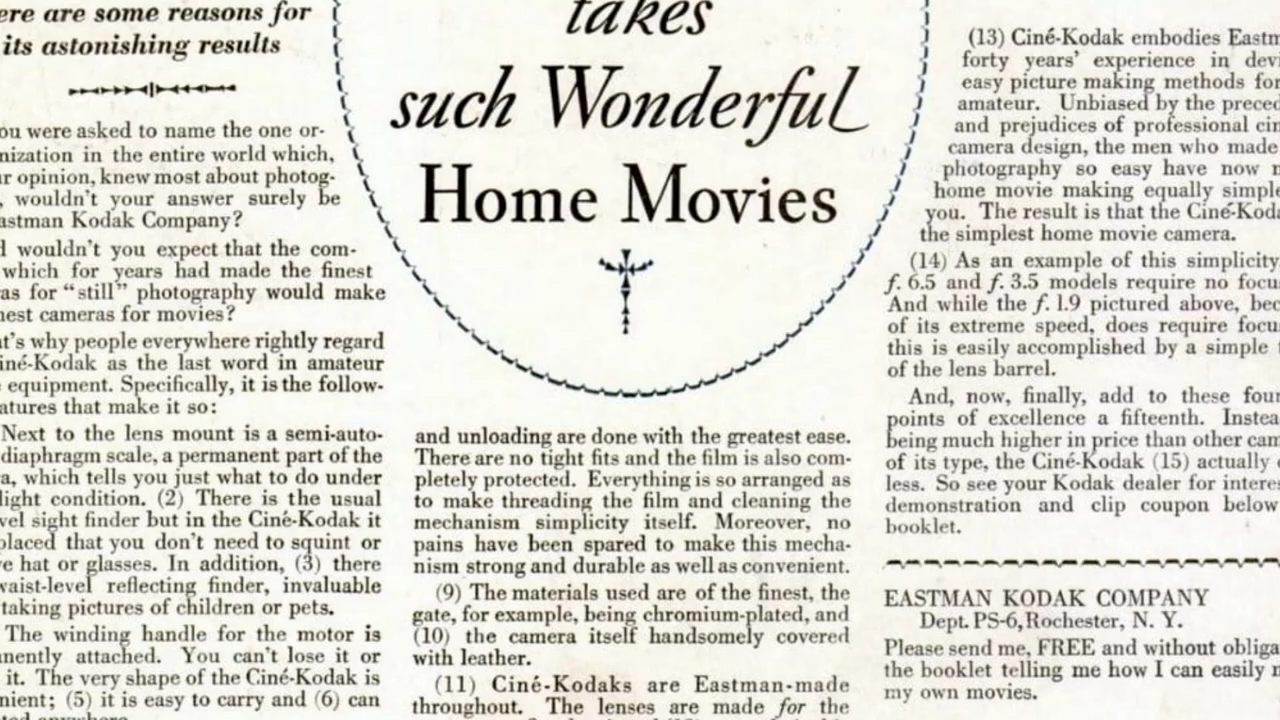 ere are some reasons for
its astonishing results
ou were asked to name the one or-
nization in the entire world which,
r opinion, knew most about photog-
, wouldn't your answer surely be
astman Kodak Company?
d wouldn't you expect that the com-
which for years had made the finest
as for "still" photography would make
nest cameras for movies?
t's why people everywhere rightly regard
iné-Kodak as the last word in amateur
equipment. Specifically, it is the follow-
atures that make it so:
Next to the lens mount is a semi-auto-
diaphragm scale, a permanent part of the
a, which tells you just what to do under
light condition. (2) There is the usual
vel sight finder but in the Ciné-Kodak it
placed that you don't need to squint or
e hat or glasses. In addition, (3) there
waist-level reflecting finder, invaluable
taking pictures of children or pets.
The winding handle for the motor is
nently attached. You can't lose it or
it. The very shape of the Ciné-Kodak is
nient; (5) it is easy to carry and (6) can
takes
such Wonderful
Home Movies
and unloading are done with the greatest ease.
There are no tight fits and the film is also com-
pletely protected. Everything is so arranged as
to make threading the film and cleaning the
mechanism simplicity itself. Moreover, no
pains have been spared to make this mecha-
nism strong and durable as well as convenient.
(9) The materials used are of the finest, the
gate, for example, being chromium-plated, and
(10) the camera itself handsomely covered
with leather.
(11) Ciné-Kodaks are Eastman-made
throughout. The lenses are made for the
(13) Ciné-Kodak embodies Eastm
forty years' experience in devi
easy picture making methods for
amateur. Unbiased by the preced
and prejudices of professional cin
camera design, the men who made
photography so easy have now m
home movie making equally simple
you. The result is that the Ciné-Koda
the simplest home movie camera.
(14) As an example of this simplicity
f. 6.5 and f. 3.5 models require no focu
And while the f. 1.9 pictured above, bec
of its extreme speed, does require focu
this is easily accomplished by a simple t
of the lens barrel.
And, now, finally, add to these four
points of excellence a fifteenth. Instea
being much higher in price than other cam
of its type, the Ciné-Kodak (15) actually
less. So see your Kodak dealer for intere
demonstration and clip coupon below
booklet.
EASTMAN KODAK COMPANY
Dept. PS-6, Rochester, N. Y.
Please send me, FREE and without obliga
the booklet telling me how I can easily m
my own movies.